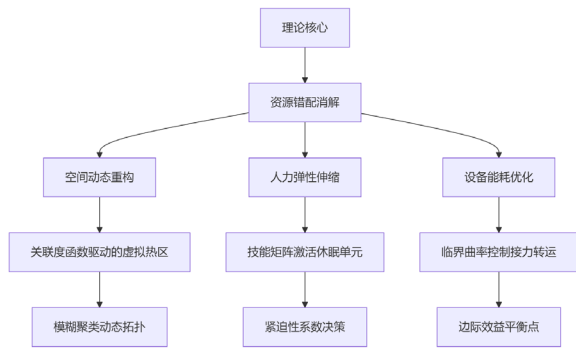 理论核心
资源错配消解
空间动态重构
人力弹性伸缩
设备能耗优化
关联度函数驱动的虚拟热区
技能矩阵激活休眠单元
临界曲率控制接力转运
模糊聚类动态拓扑
紧迫性系数决策
边际效益平衡点